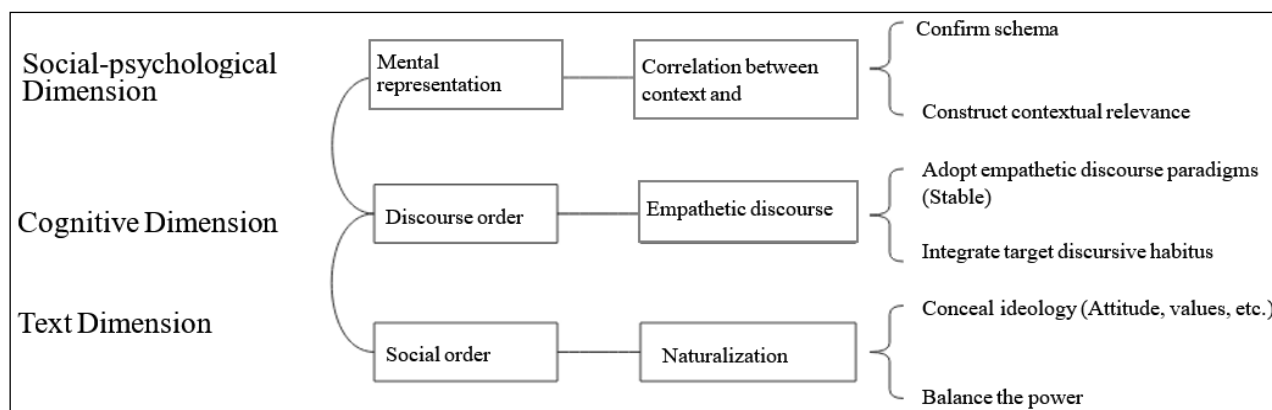 Social-psychological
Dimension
Mental
representation
Correlation between
context and
Confirm schema
Construct contextual relevance
Cognitive Dimension
Discourse order
Empathetic discourse
Adopt empathetic discourse paradigms
(Stable)
Integrate target discursive habitus
Text Dimension
Social order
Naturalization
Conceal ideology (Attitude, values, etc.)
Balance the power